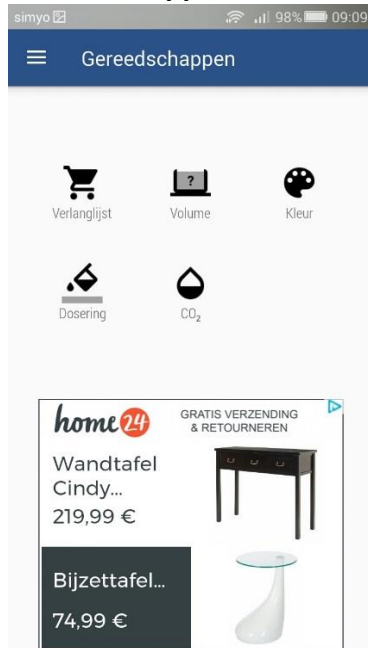 simyo 98% 09:09
Gereedschappen
?
Verlanglijst Volume Kleur
Dosering CO₂
home24 GRATIS VERZENDING
& RETOURNEREN
Wandtafel
Cindy...
219,99 €
Bijzettafel...
74,99 €